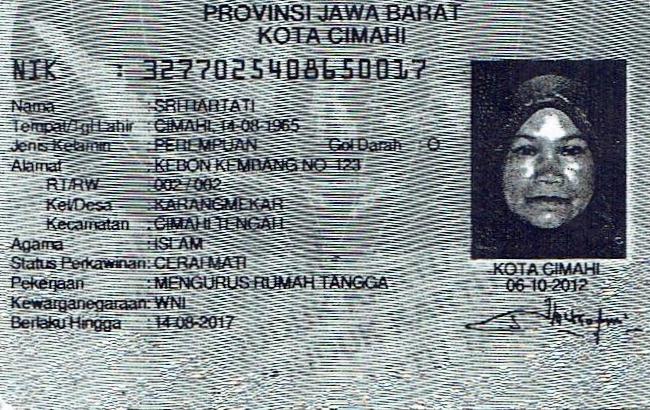 PROVINSI JAWA BARAT
KOTA CIMAHI
NIK : 3277025408650017
Nama : SRI HARTATI
Tempat/Tgl Lahir : CIMAHI, 14-08-1965
Jenis Kelamin : PEREMPUAN Gol Darah : O
Alamat : KEBON KEMBANG NO. 123
RT/RW : 002 / 002
Kel/Desa : KARANGMEKAR
Kecamatan : CIMAHI TENGAH
Agama : ISLAM
Status Perkawinan: CERAI MATI
Pekerjaan : MENGURUS RUMAH TANGGA
Kewarganegaraan: WNI
Berlaku Hingga : 14-08-2017
KOTA CIMAHI
06-10-2012